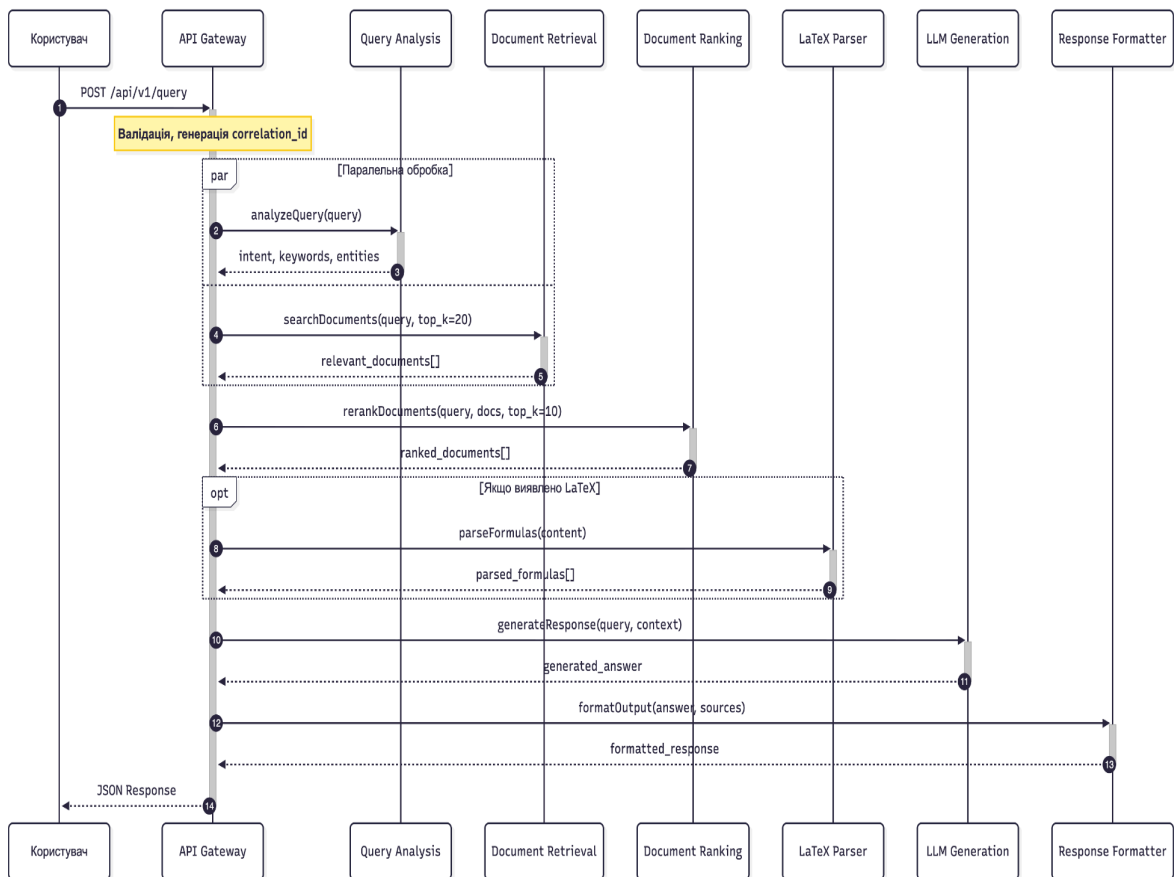 Користувач
API Gateway
Query Analysis
Document Retrieval
Document Ranking
LaTeX Parser
LLM Generation
Response Formatter
POST /api/v1/query
1
Валідація, генерація correlation_id
par
[Паралельна обробка]
analyzeQuery(query)
2
intent, keywords, entities
3
searchDocuments(query, top_k=20)
4
relevant_documents[]
5
rerankDocuments(query, docs, top_k=10)
6
ranked_documents[]
7
opt
[Якщо виявлено LaTeX]
parseFormulas(content)
8
parsed_formulas[]
9
generateResponse(query, context)
10
generated_answer
11
formatOutput(answer, sources)
12
formatted_response
13
JSON Response
14
Користувач
API Gateway
Query Analysis
Document Retrieval
Document Ranking
LaTeX Parser
LLM Generation
Response Formatter